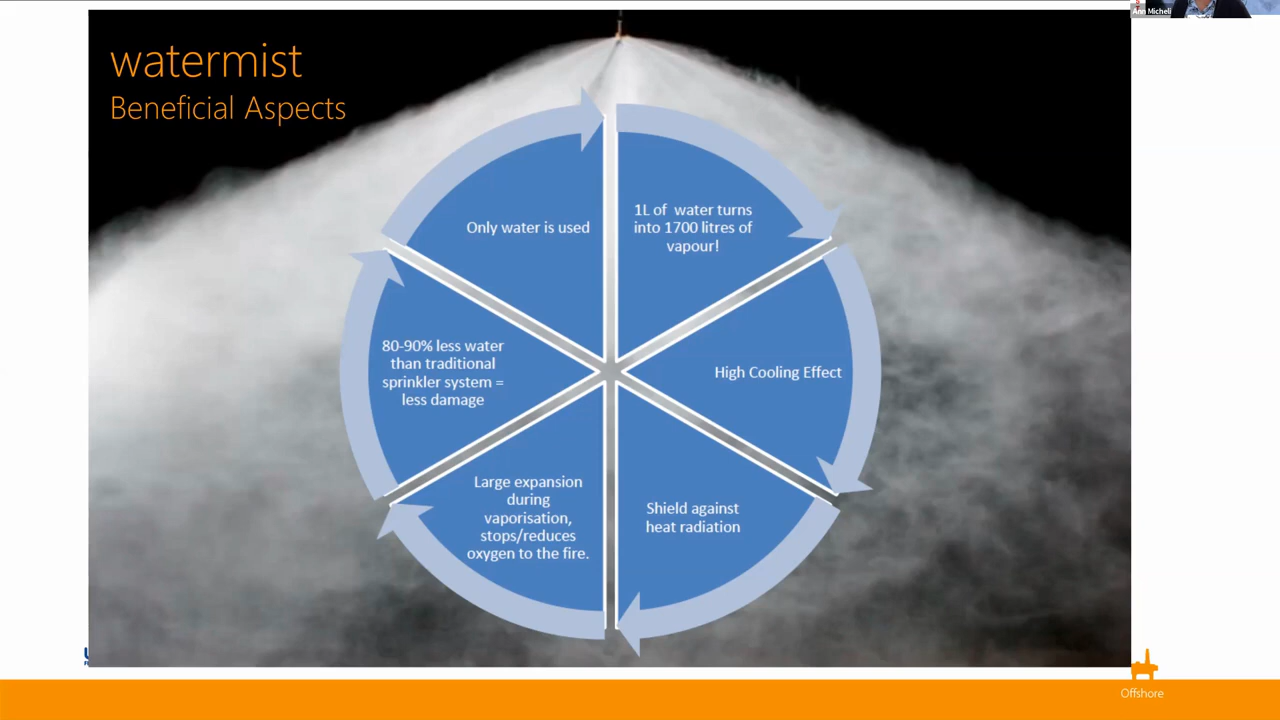 Ann Micheli
watermist
Beneficial Aspects
Only water is used
1L of water turns
into 1700 litres of
vapour!
High Cooling Effect
Shield against
heat radiation
Large expansion
during
vaporisation,
stops/reduces
oxygen to the fire.
80-90% less water
than traditional
sprinkler system =
less damage
Offshore